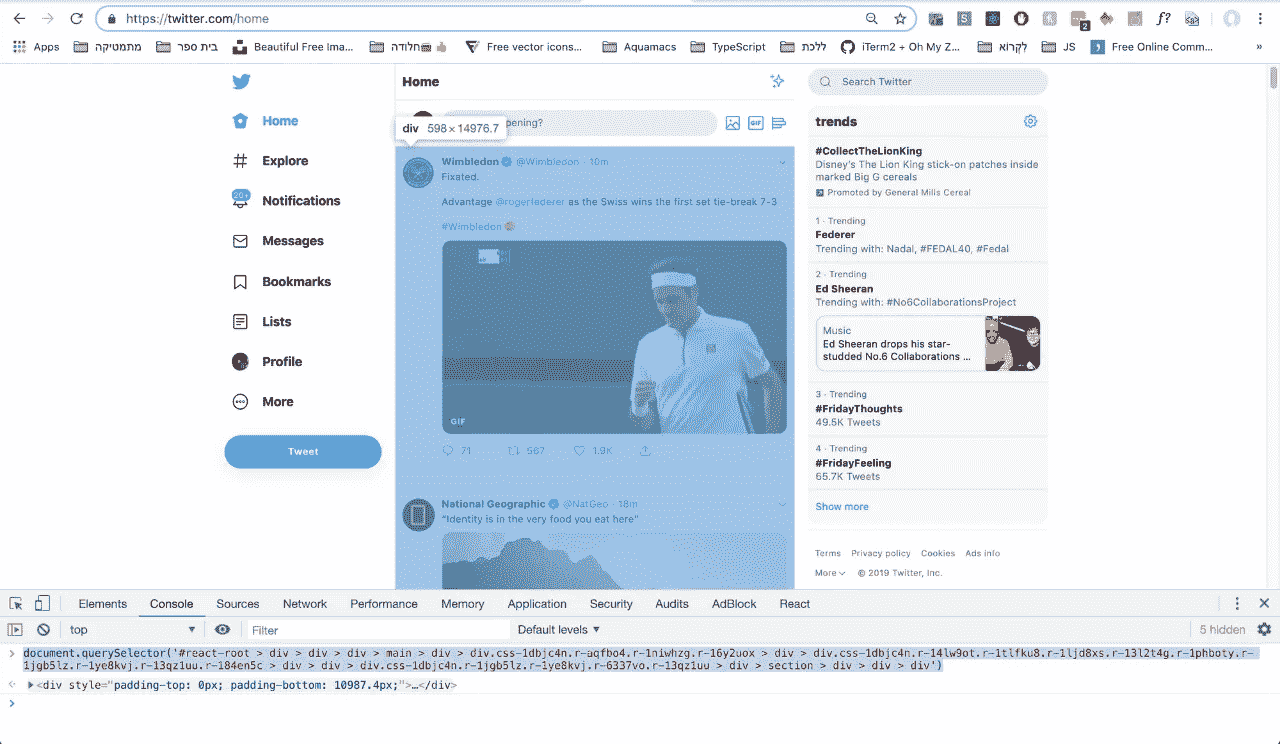 https://twitter.com/home
2
Apps
מתמטיקה
בית ספר
Beautiful Free Ima...
חלודה
Free vector icons...
Aquamacs
TypeScript
ללכת
iTerm2 + Oh My Z...
לקרוא
JS
Free Online Comm...
»
Home
Search Twitter
pening?
GIF
div 598 × 14976.7
Home
Explore
20+
Notifications
Messages
Bookmarks
Lists
Profile
More
Tweet
Wimbledon @Wimbledon · 10m
Fixated.
Advantage @rogerfederer as the Swiss wins the first set tie-break 7-3
#Wimbledon
GIF
71 567 1.9K
National Geographic @NatGeo · 18m
“Identity is in the very food you eat here”
trends
#CollectTheLionKing
Disney's The Lion King stick-on patches inside
marked Big G cereals
Promoted by General Mills Cereal
1 · Trending
Federer
Trending with: Nadal, #FEDAL40, #Fedal
2 · Trending
Ed Sheeran
Trending with: #No6CollaborationsProject
Music
Ed Sheeran drops his star-
studded No.6 Collaborations ...
3 · Trending
#FridayThoughts
49.5K Tweets
4 · Trending
#FridayFeeling
65.7K Tweets
Show more
Terms Privacy policy Cookies Ads info
More © 2019 Twitter, Inc.
Elements Console Sources Network Performance Memory Application Security Audits AdBlock React
top Filter Default levels ▼ 5 hidden
document.querySelector('#react-root > div > div > div > main > div > div.css-1dbjc4n.r-aqfbo4.r-1niwhzg.r-16y2uox > div > div.css-1dbjc4n.r-14lw9ot.r-1tlfku8.r-1ljd8xs.r-13l2t4g.r-1phboty.r-
1jgb5lz.r-1ye8kvj.r-13qz1uu.r-184en5c > div > div > div.css-1dbjc4n.r-1jgb5lz.r-1ye8kvj.r-6337vo.r-13qz1uu > div > section > div > div > div')
<div style="padding-top: 0px; padding-bottom: 10987.4px;">…</div>